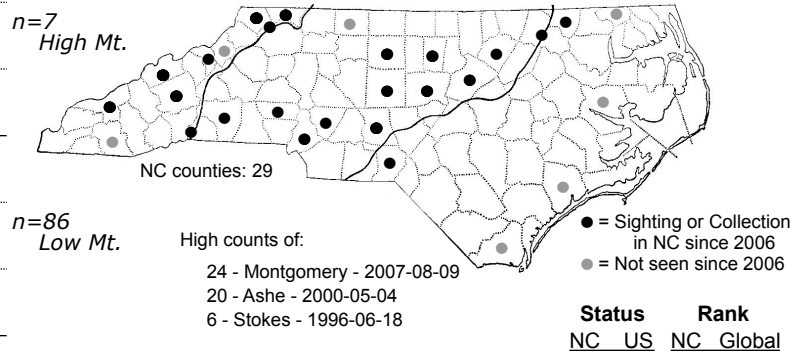 n=7
High Mt.
NC counties: 29
n=86
Low Mt.
High counts of:
24 - Montgomery - 2007-08-09
20 - Ashe - 2000-05-04
6 - Stokes - 1996-06-18
= Sighting or Collection
in NC since 2006
= Not seen since 2006
Status Rank
NC US NC Global